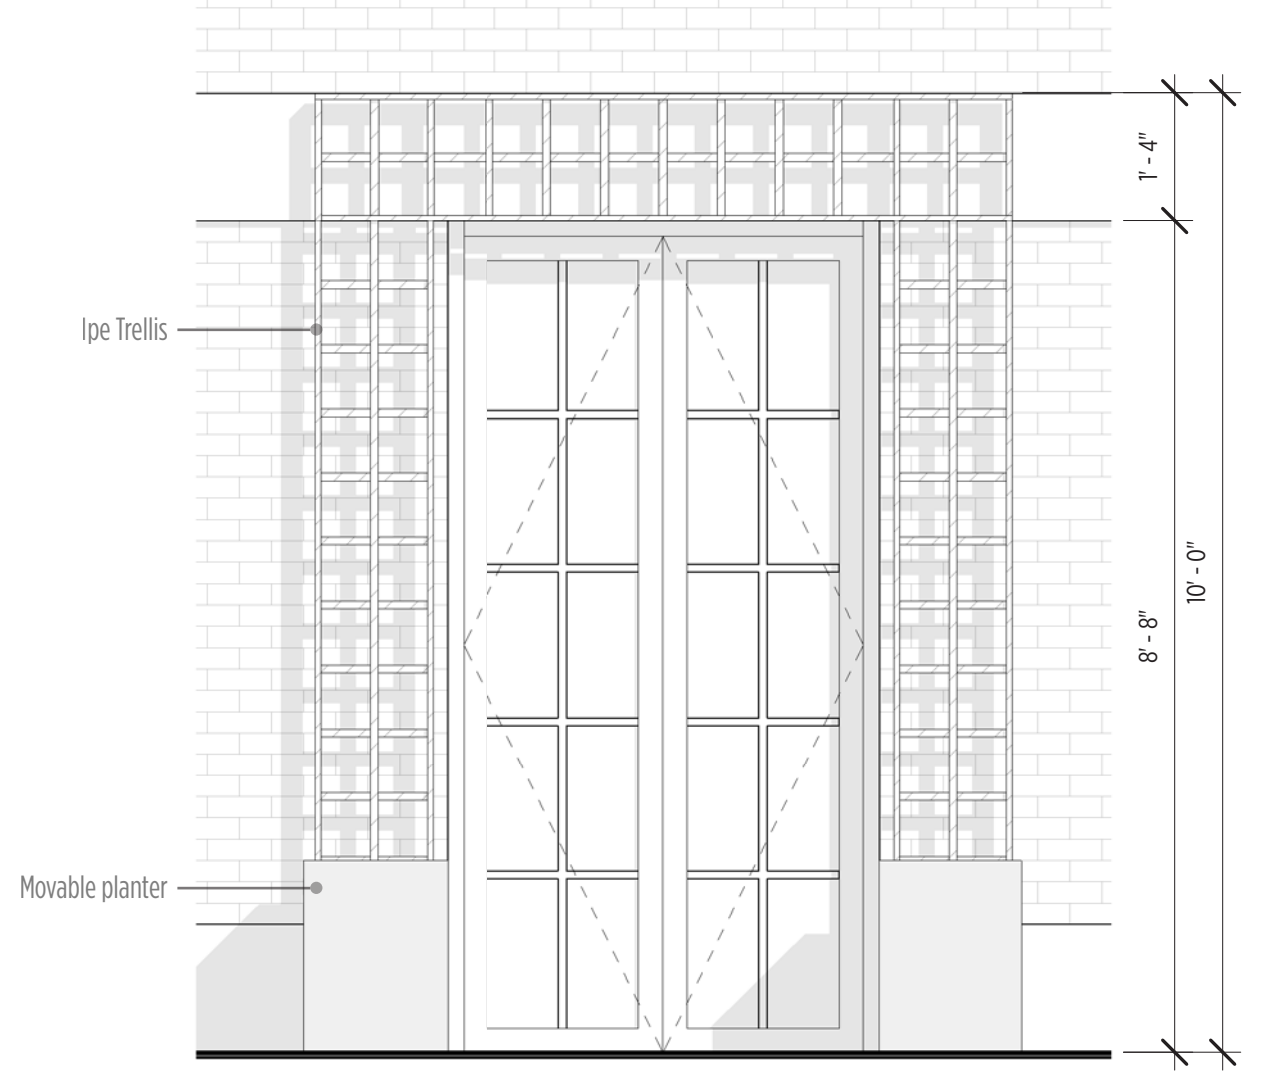 1' - 4"
Ipe Trellis
10' - 0"
8' - 8"
Movable planter